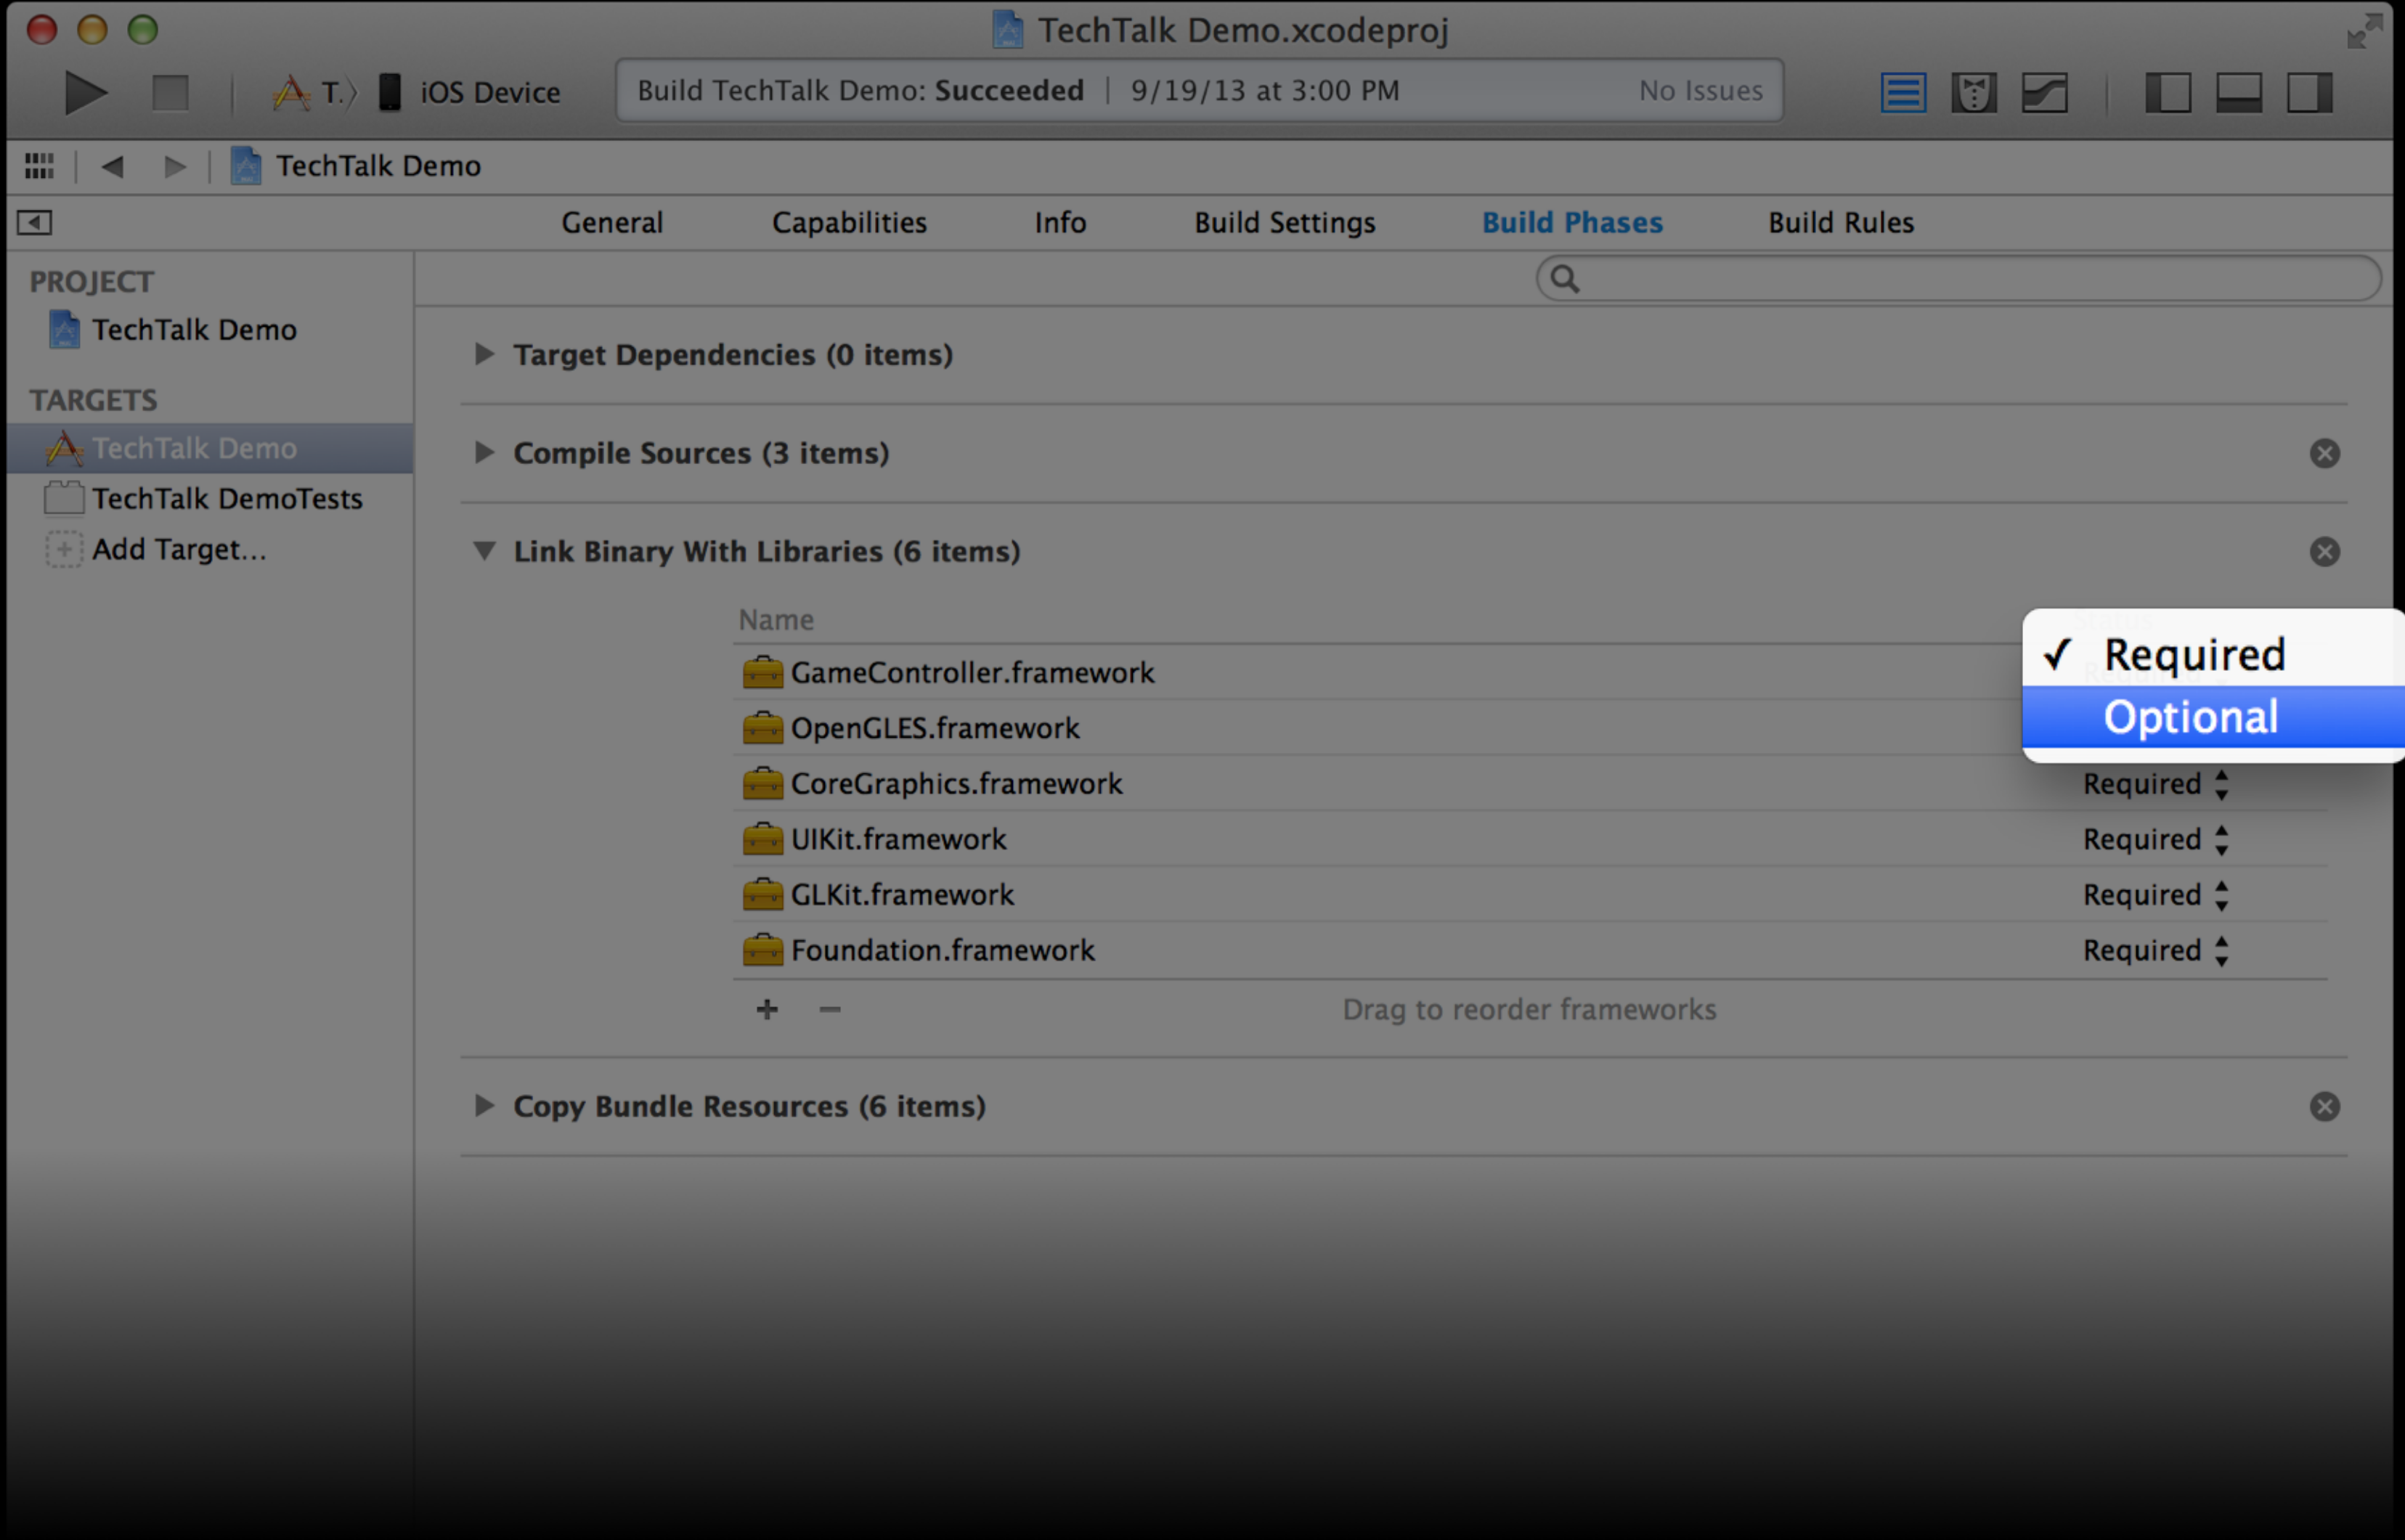 TechTalk Demo.xcodeproj
T. iOS Device
Build TechTalk Demo: Succeeded | 9/19/13 at 3:00 PM No Issues
TechTalk Demo
General Capabilities Info Build Settings Build Phases Build Rules
PROJECT
TechTalk Demo
TARGETS
TechTalk Demo
TechTalk DemoTests
Add Target...
Target Dependencies (0 items)
Compile Sources (3 items)
Link Binary With Libraries (6 items)
Name
GameController.framework
OpenGLES.framework
CoreGraphics.framework Required
UIKit.framework Required
GLKit.framework Required
Foundation.framework Required
✓ Required
Optional
+ − Drag to reorder frameworks
Copy Bundle Resources (6 items)